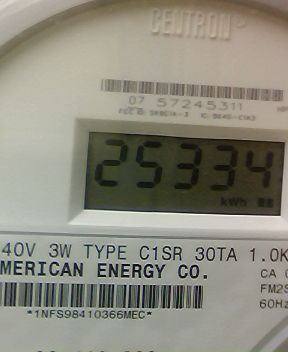 CENTRON
07 57245311
25334
kWh
40V 3W TYPE C1SR 30TA 1.0K
MERICAN ENERGY CO.
CA
FM2S
60Hz
*1NFS98410366MEC*